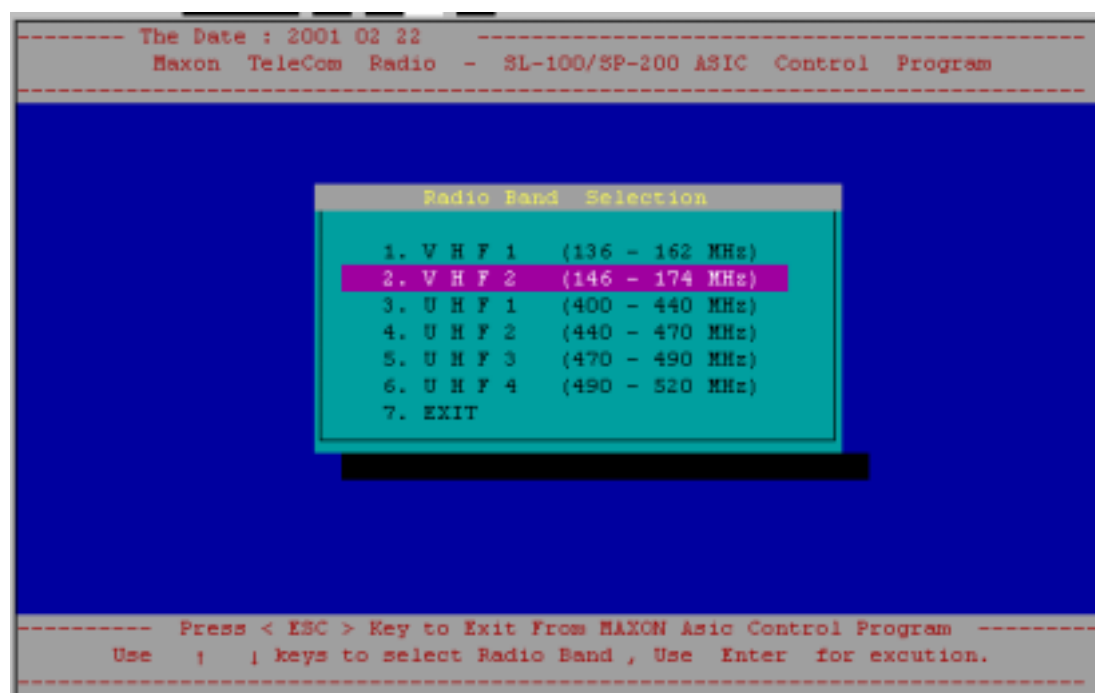 -------- The Date : 2001 02 22 ----------------------------------------------
Maxon TeleCom Radio - SL-100/SP-200 ASIC Control Program
Radio Band Selection
1. V H F 1 (136 - 162 MHz)
2. V H F 2 (146 - 174 MHz)
3. U H F 1 (400 - 440 MHz)
4. U H F 2 (440 - 470 MHz)
5. U H F 3 (470 - 490 MHz)
6. U H F 4 (490 - 520 MHz)
7. EXIT
---------- Press < ESC > Key to Exit From MAXON Asic Control Program ---------
Use ↑ ↓ keys to select Radio Band , Use Enter for excution.